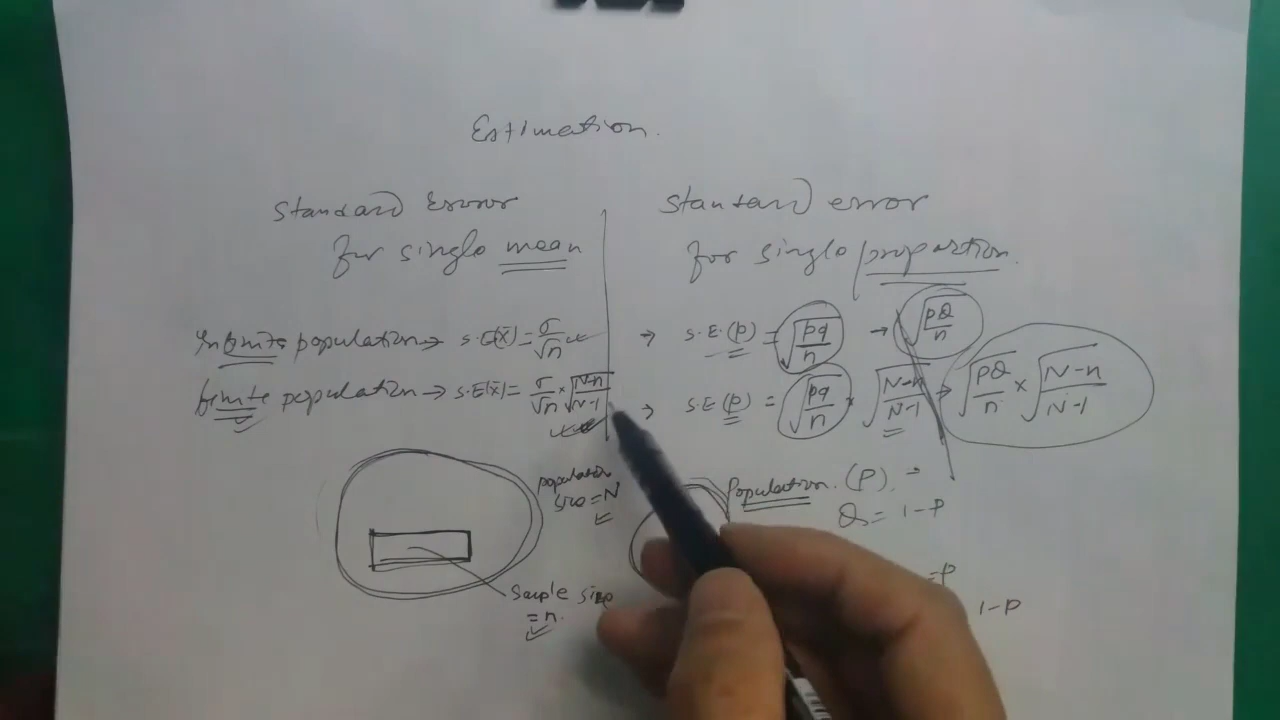 Estimation.
Standard Error
for single mean
Infinite population → S.E(x̄) = σ/√n
finite population → S.E(x̄) = σ/√n × √(N-n/N-1)
population
size = N
Sample size
= n.
Standard error
for single proportion.
→ S.E.(p) = √(pq/n) → √(PQ/n)
→ S.E(p) = √(pq/n) × √(N-n/N-1) → √(PQ/n) × √(N-n/N-1)
Population. (P) =
Q = 1-P
=p
1-p